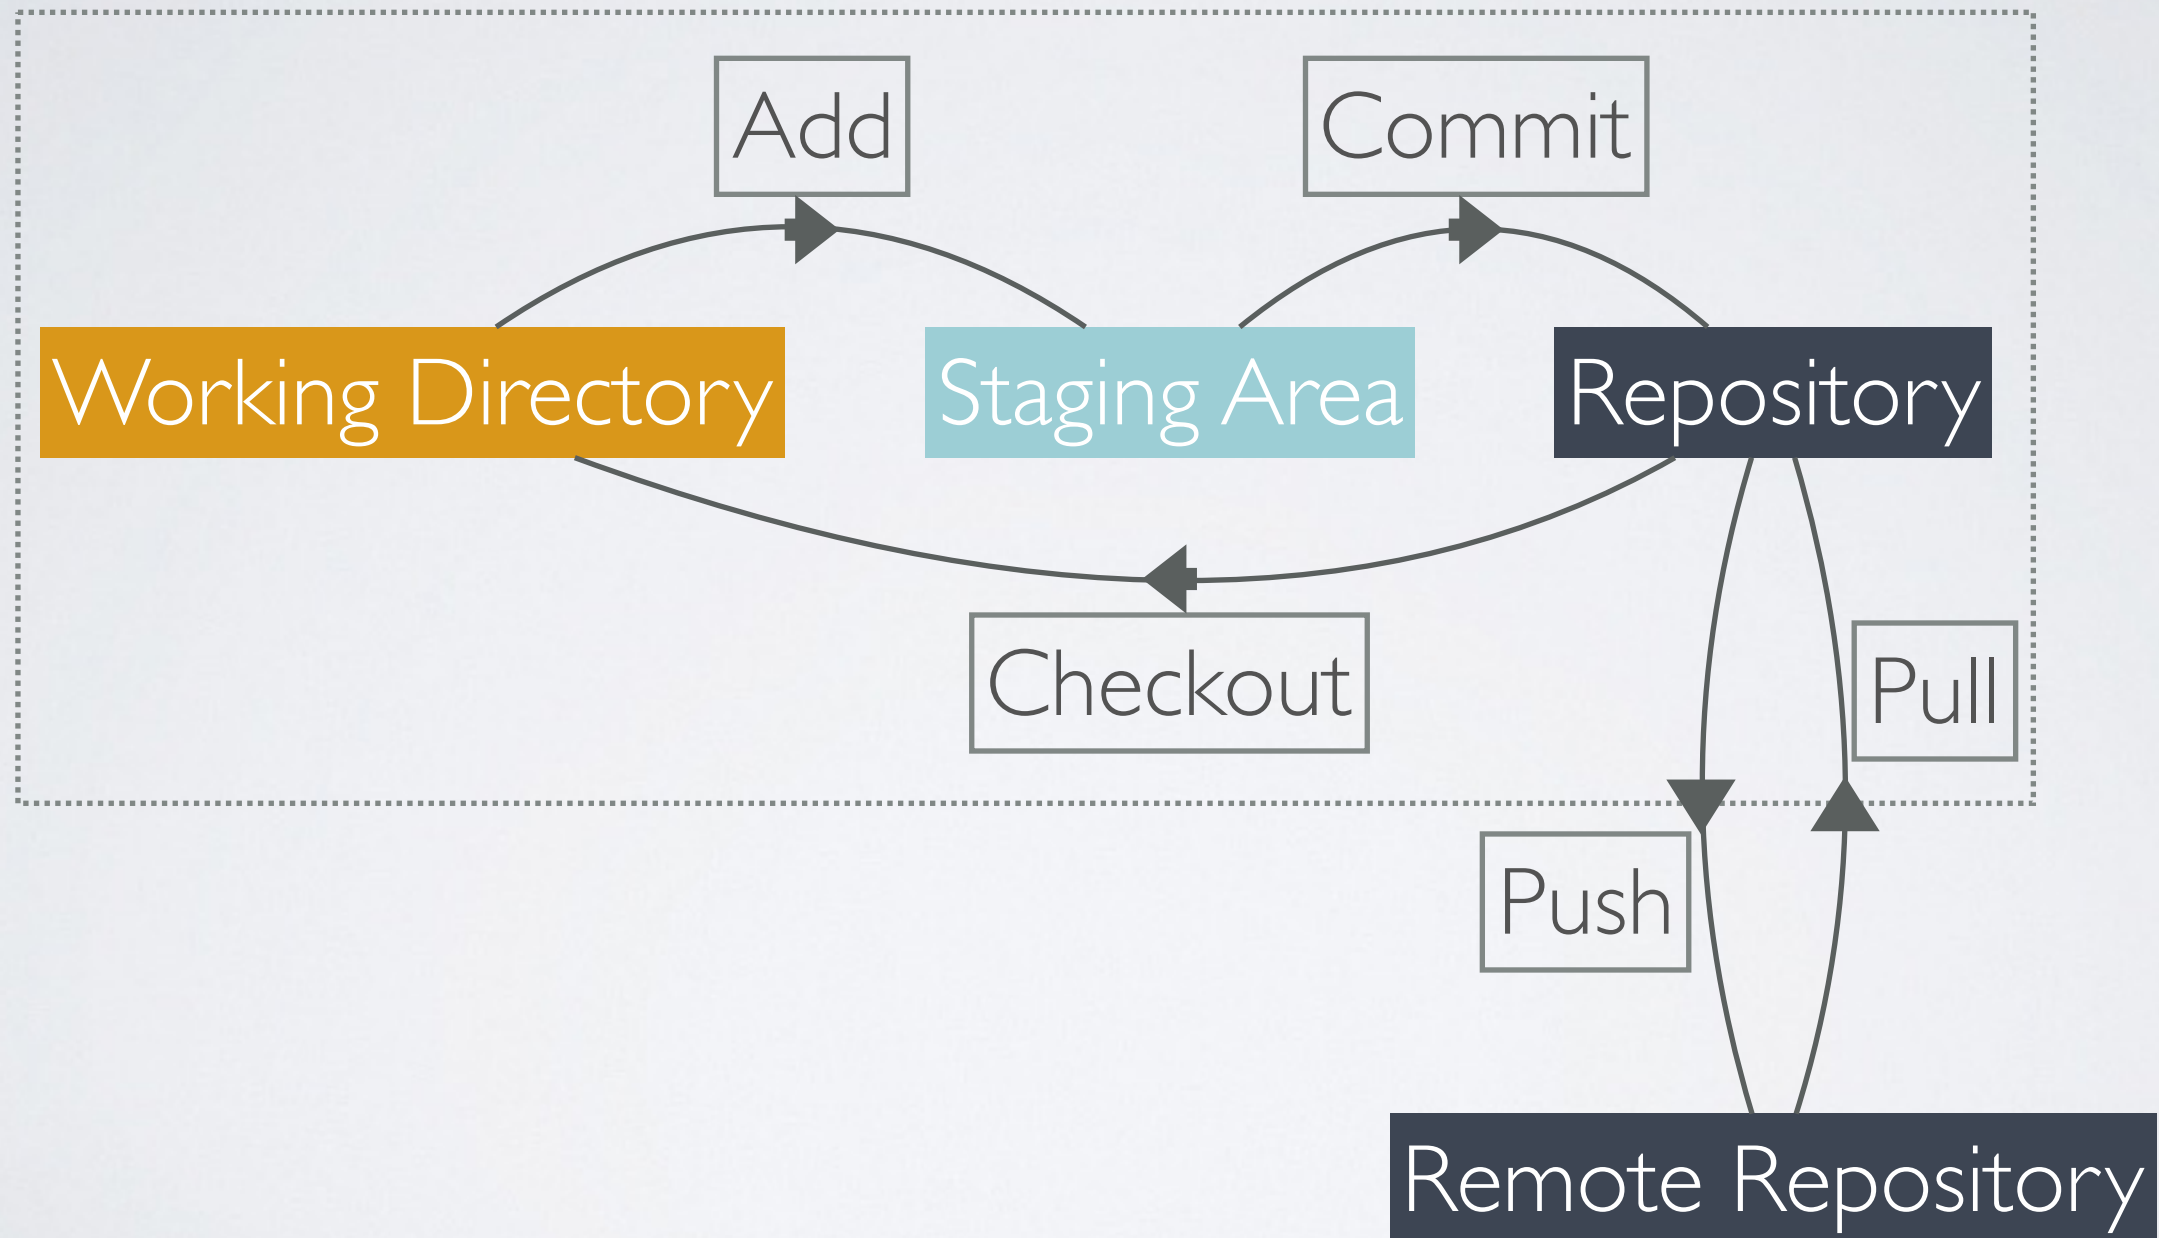 Add
Commit
Working Directory
Staging Area
Repository
Checkout
Pull
Push
Remote Repository